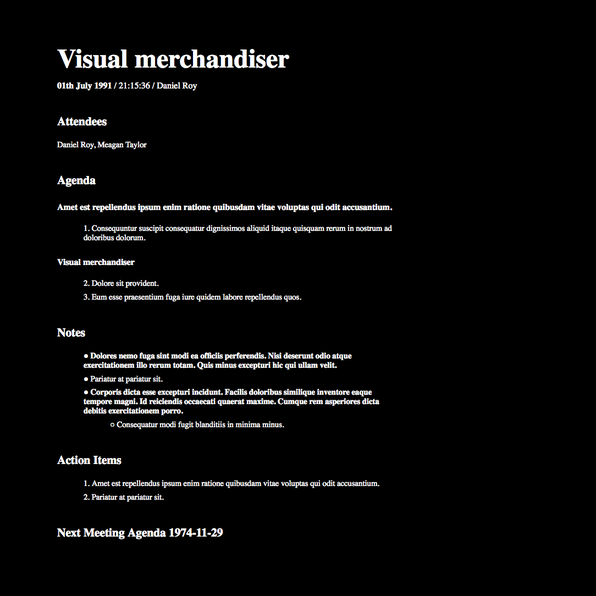 Visual merchandiser
01th July 1991 / 21:15:36 / Daniel Roy
Attendees
Daniel Roy, Meagan Taylor
Agenda
Amet est repellendus ipsum enim ratione quibusdam vitae voluptas qui odit accusantium.
1. Consequuntur suscipit consequatur dignissimos aliquid itaque quisquam rerum in nostrum ad
doloribus dolorum.
Visual merchandiser
2. Dolore sit provident.
3. Eum esse praesentium fuga iure quidem labore repellendus quos.
Notes
● Dolores nemo fuga sint modi ea officiis perferendis. Nisi deserunt odio atque
exercitationem illo rerum totam. Quis minus excepturi hic qui ullam velit.
● Pariatur at pariatur sit.
● Corporis dicta esse excepturi incidunt. Facilis doloribus similique inventore eaque
tempore magni. Id reiciendis occaecati quaerat maxime. Cumque rem asperiores dicta
debitis exercitationem porro.
○ Consequatur modi fugit blanditiis in minima minus.
Action Items
1. Amet est repellendus ipsum enim ratione quibusdam vitae voluptas qui odit accusantium.
2. Pariatur at pariatur sit.
Next Meeting Agenda 1974-11-29